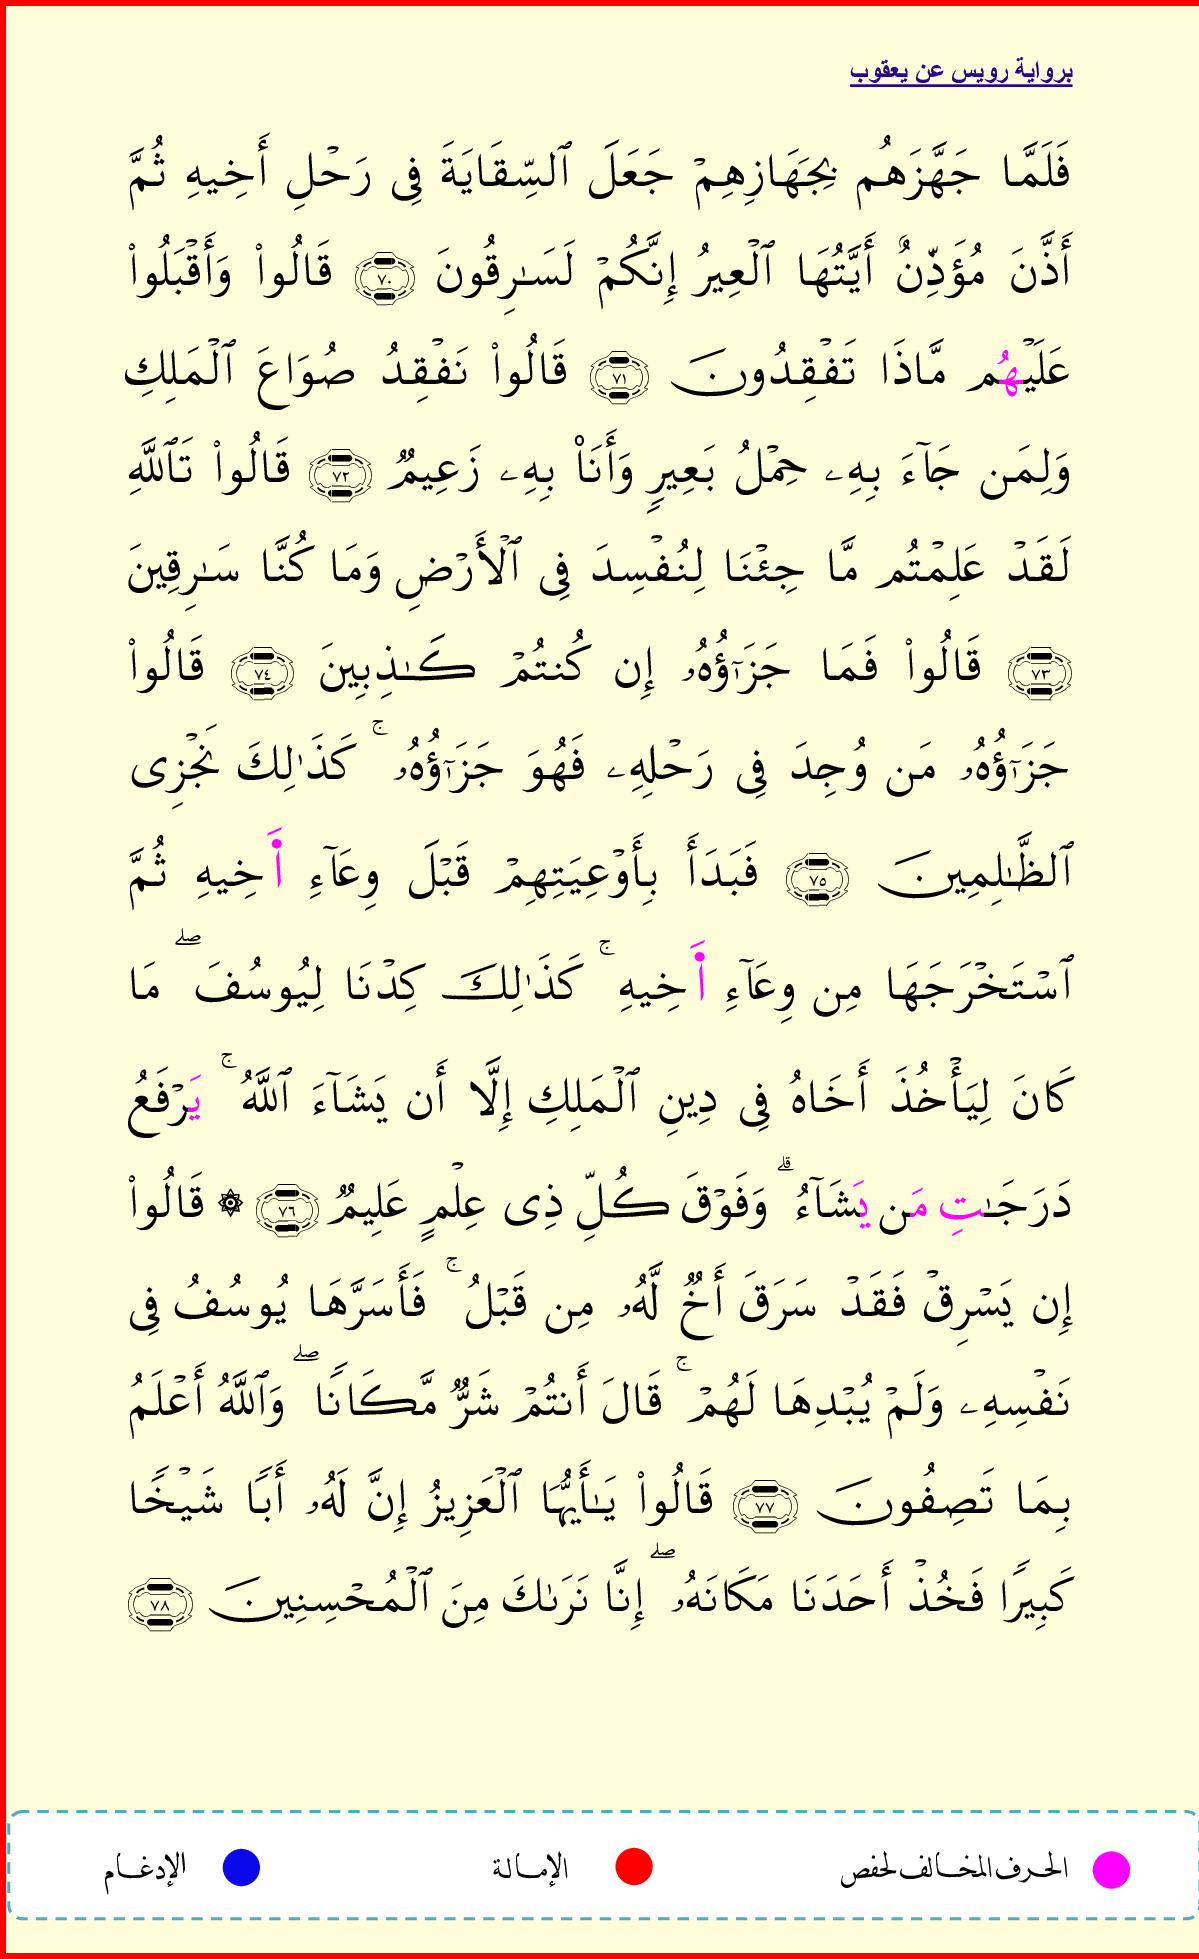 برواية رويس عن يعقوب
فَلَمَّا جَهَّزَهُم بِجَهَازِهِمْ جَعَلَ ٱلسِّقَايَةَ فِى رَحْلِ أَخِيهِ ثُمَّ
أَذَّنَ مُؤَذِّنٌ أَيَّتُهَا ٱلْعِيرُ إِنَّكُمْ لَسَـٰرِقُونَ ٧٠ قَالُوا۟ وَأَقْبَلُوا۟
عَلَيْهُم مَّاذَا تَفْقِدُونَ ٧١ قَالُوا۟ نَفْقِدُ صُوَاعَ ٱلْمَلِكِ
وَلِمَن جَآءَ بِهِۦ حِمْلُ بَعِيرٍ وَأَنَا۠ بِهِۦ زَعِيمٌ ٧٢ قَالُوا۟ تَٱللَّهِ
لَقَدْ عَلِمْتُم مَّا جِئْنَا لِنُفْسِدَ فِى ٱلْأَرْضِ وَمَا كُنَّا سَـٰرِقِينَ
٧٣ قَالُوا۟ فَمَا جَزَٰٓؤُهُۥ إِن كُنتُمْ كَـٰذِبِينَ ٧٤ قَالُوا۟
جَزَٰٓؤُهُۥ مَن وُجِدَ فِى رَحْلِهِۦ فَهُوَ جَزَٰٓؤُهُۥ ۚ كَذَٰلِكَ نَجْزِى
ٱلظَّـٰلِمِينَ ٧٥ فَبَدَأَ بِأَوْعِيَتِهِمْ قَبْلَ وِعَآءِ أَخِيهِ ثُمَّ
ٱسْتَخْرَجَهَا مِن وِعَآءِ أَخِيهِ ۚ كَذَٰلِكَ كِدْنَا لِيُوسُفَ ۖ مَا
كَانَ لِيَأْخُذَ أَخَاهُ فِى دِينِ ٱلْمَلِكِ إِلَّا أَن يَشَآءَ ٱللَّهُ ۚ يَرْفَعُ
دَرَجَـٰتِ مَن يَشَآءُ ۗ وَفَوْقَ كُلِّ ذِى عِلْمٍ عَلِيمٌ ٧٦ ۞ قَالُوا۟
إِن يَسْرِقْ فَقَدْ سَرَقَ أَخٌ لَّهُۥ مِن قَبْلُ ۚ فَأَسَرَّهَا يُوسُفُ فِى
نَفْسِهِۦ وَلَمْ يُبْدِهَا لَهُمْ ۚ قَالَ أَنتُمْ شَرٌّ مَّكَانًا ۖ وَٱللَّهُ أَعْلَمُ
بِمَا تَصِفُونَ ٧٧ قَالُوا۟ يَـٰٓأَيُّهَا ٱلْعَزِيزُ إِنَّ لَهُۥ أَبًا شَيْخًا
كَبِيرًا فَخُذْ أَحَدَنَا مَكَانَهُۥ ۖ إِنَّا نَرَىٰكَ مِنَ ٱلْمُحْسِنِينَ ٧٨
الحرف المخالف لحفص الإمالة الإدغام